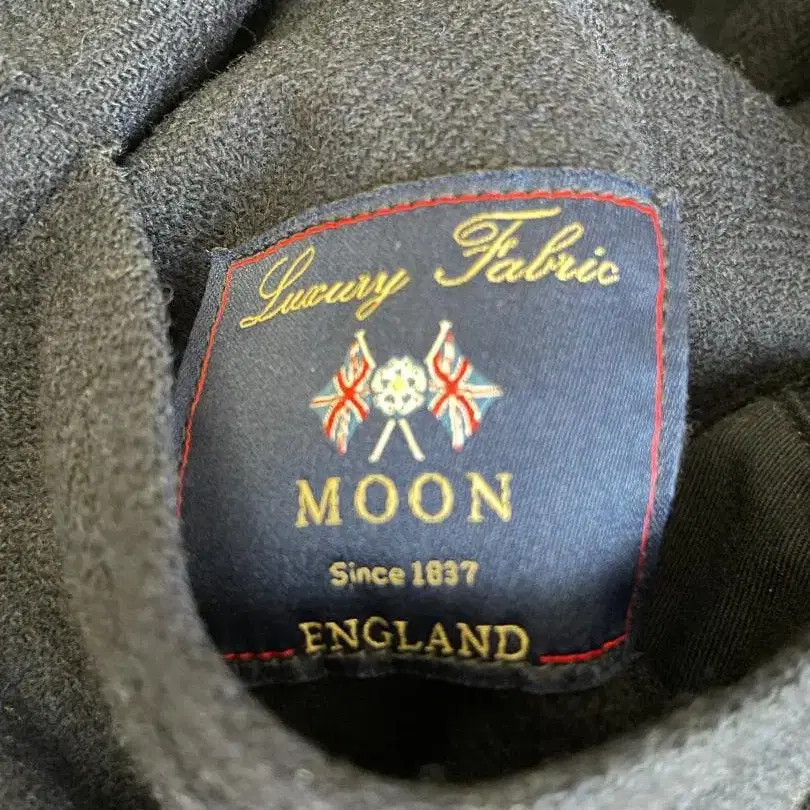 Luxury Fabric
MOON
Since 1837
ENGLAND